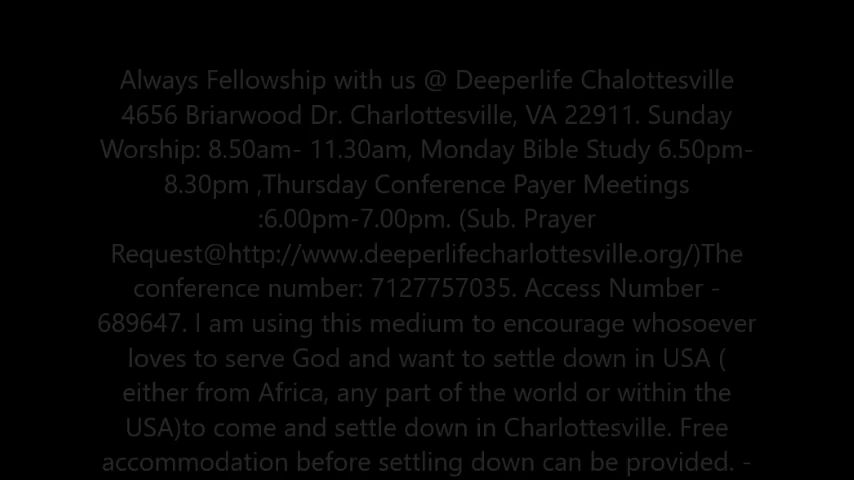 Always Fellowship with us @ Deeperlife Chalottesville
4656 Briarwood Dr. Charlottesville, VA 22911. Sunday
Worship: 8.50am- 11.30am, Monday Bible Study 6.50pm-
8.30pm ,Thursday Conference Payer Meetings
:6.00pm-7.00pm. (Sub. Prayer
Request@http://www.deeperlifecharlottesville.org/)The
conference number: 7127757035. Access Number -
689647. I am using this medium to encourage whosoever
loves to serve God and want to settle down in USA (
either from Africa, any part of the world or within the
USA)to come and settle down in Charlottesville. Free
accommodation before settling down can be provided. -